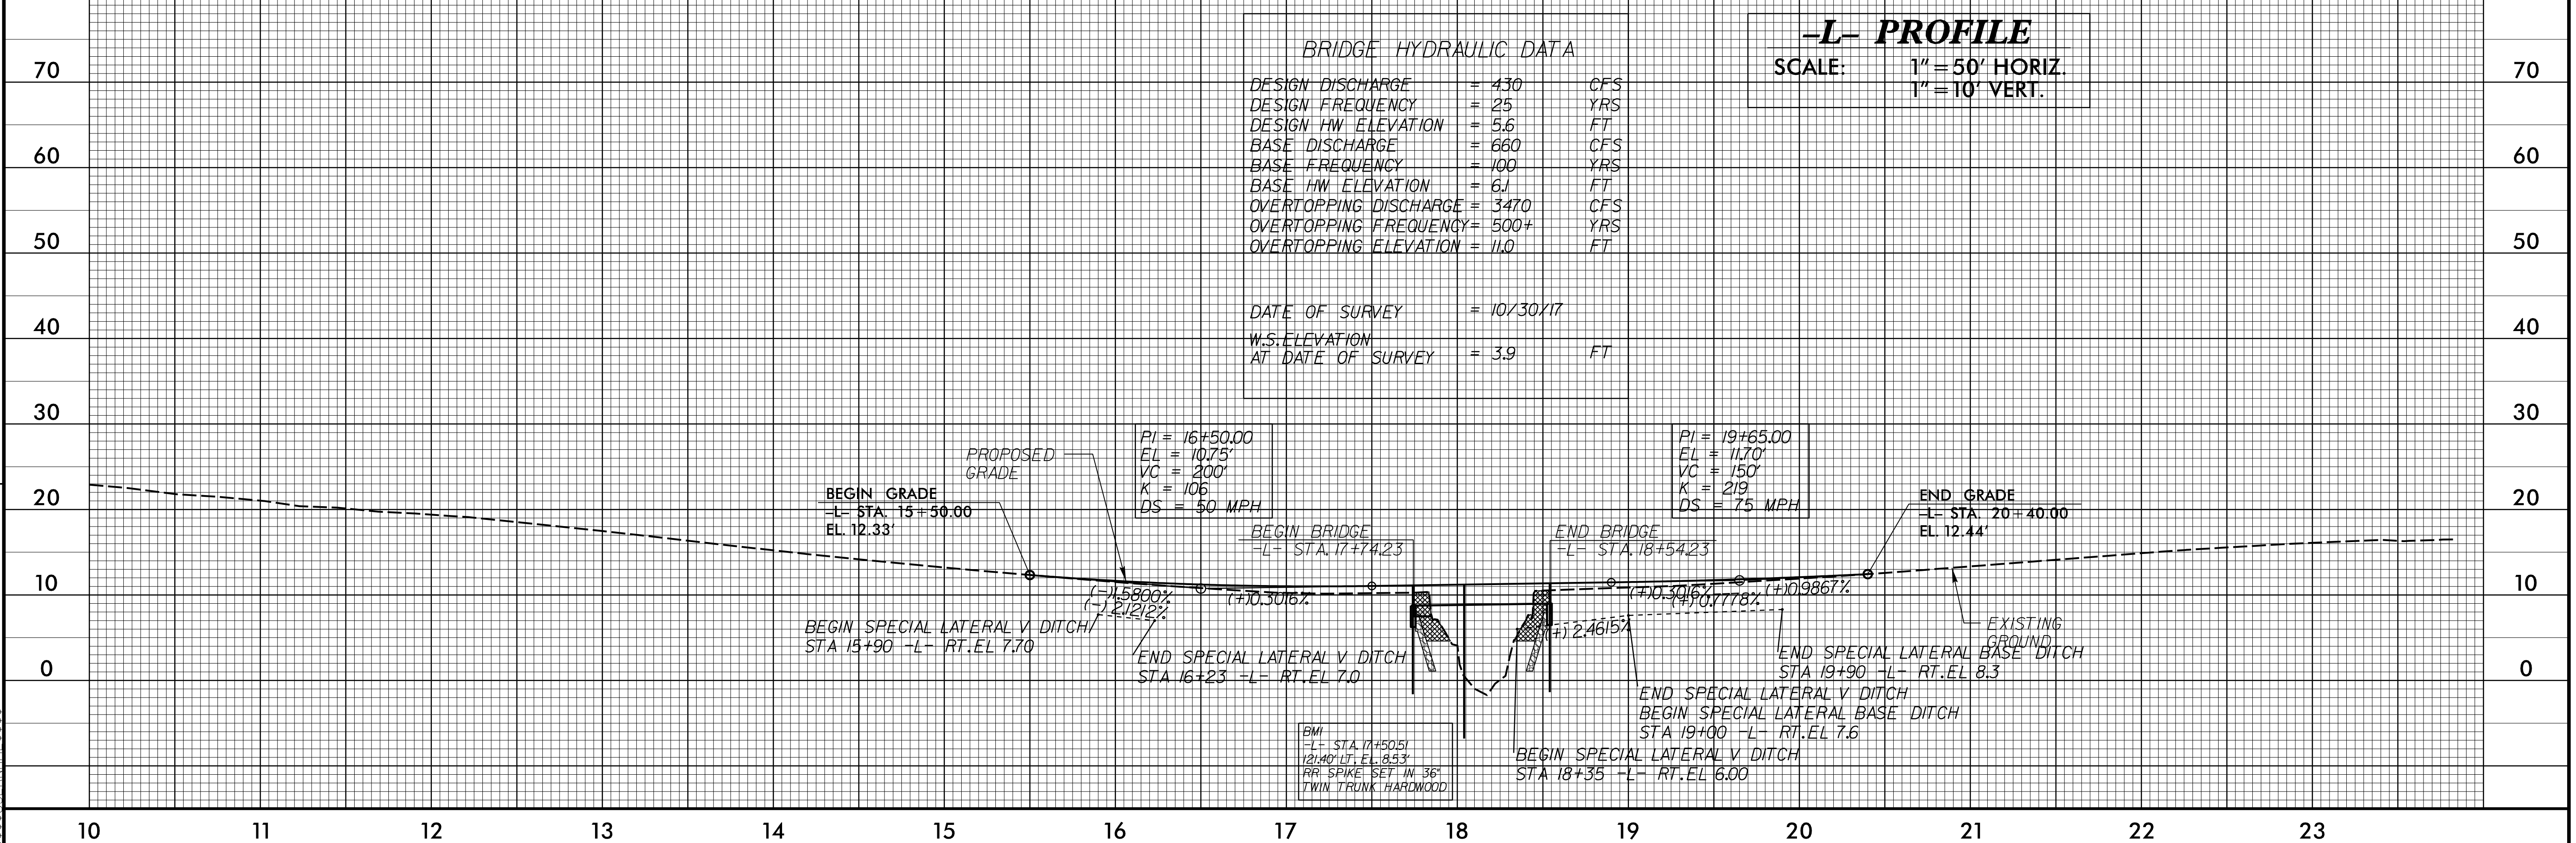 -L- PROFILE
SCALE: 1" = 50' HORIZ.
1" = 10' VERT.
BRIDGE HYDRAULIC DATA
DESIGN DISCHARGE = 430 CFS
DESIGN FREQUENCY = 25 YRS
DESIGN HW ELEVATION = 5.6 FT
BASE DISCHARGE = 660 CFS
BASE FREQUENCY = 100 YRS
BASE HW ELEVATION = 6.1 FT
OVERTOPPING DISCHARGE = 3470 CFS
OVERTOPPING FREQUENCY = 500+ YRS
OVERTOPPING ELEVATION = 11.0 FT
DATE OF SURVEY = 10/30/17
W.S. ELEVATION
AT DATE OF SURVEY = 3.9 FT
70 70
60 60
50 50
40 40
30 30
20 20
10 10
0 0
PROPOSED
GRADE
BEGIN GRADE
-L- STA. 15+50.00
EL. 12.33'
PI = 16+50.00
EL = 10.75'
VC = 200'
K = 106
DS = 50 MPH
BEGIN BRIDGE
-L- STA. 17+74.23
END BRIDGE
-L- STA. 18+54.23
PI = 19+65.00
EL = 11.70'
VC = 150'
K = 219
DS = 75 MPH
END GRADE
-L- STA. 20+40.00
EL. 12.44'
(-)1.5800%
(-) 2.1212%
(+)0.3016%
(+)0.3016%
(+) 0.7778%
(+)0.9867%
(+) 2.4615%
BEGIN SPECIAL LATERAL V DITCH
STA 15+90 -L- RT. EL 7.70
END SPECIAL LATERAL V DITCH
STA 16+23 -L- RT. EL 7.0
EXISTING
GROUND
END SPECIAL LATERAL BASE DITCH
STA 19+90 -L- RT. EL 8.3
END SPECIAL LATERAL V DITCH
BEGIN SPECIAL LATERAL BASE DITCH
STA 19+00 -L- RT. EL 7.6
BEGIN SPECIAL LATERAL V DITCH
STA 18+35 -L- RT. EL 6.00
BM1
-L- STA. 17+50.51
121.40' LT. EL. 8.53'
RR SPIKE SET IN 36"
TWIN TRUNK HARDWOOD
10 11 12 13 14 15 16 17 18 19 20 21 22 23